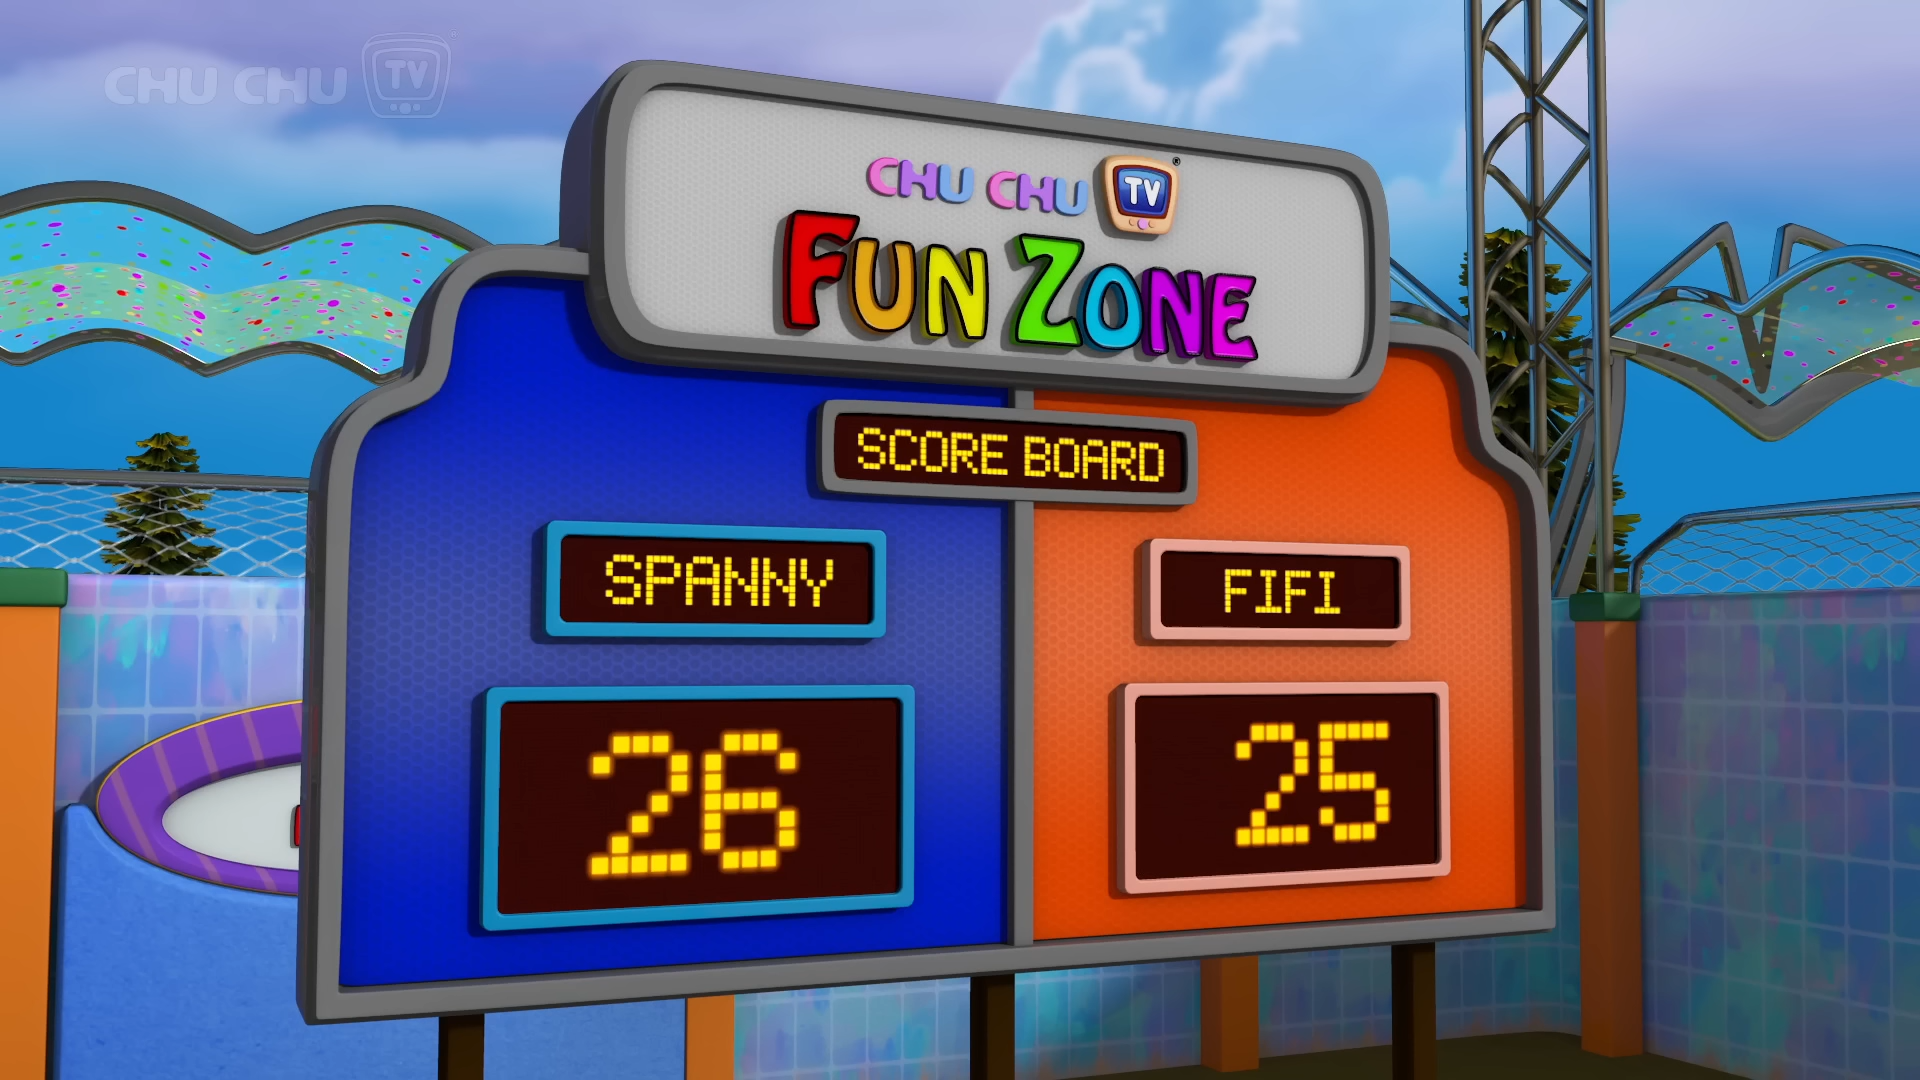 CHU CHU TV
CHU CHU TV
FUN ZONE
SCORE BOARD
SPANNY
FIFI
26
25